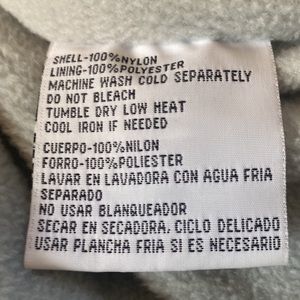 SHELL-100%NYLON
LINING-100%POLYESTER
MACHINE WASH COLD SEPARATELY
DO NOT BLEACH
TUMBLE DRY LOW HEAT
COOL IRON IF NEEDED
CUERPO-100%NILON
FORRO-100%POLIESTER
LAVAR EN LAVADORA CON AGUA FRIA
SEPARADO
NO USAR BLANQUEADOR
SECAR EN SECADORA, CICLO DELICADO
USAR PLANCHA FRIA SI ES NECESARIO